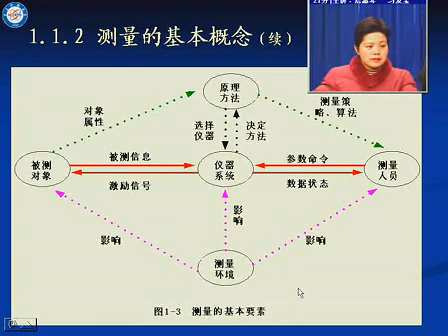 1.1.2 测量的基本概念(续)
原理
方法
对象
属性
选择
仪器
决定
方法
测量策
略、算法
被测
对象
被测信息
激励信号
仪器
系统
参数命令
数据状态
测量
人员
影响
影响
影响
测量
环境
图1-3 测量的基本要素